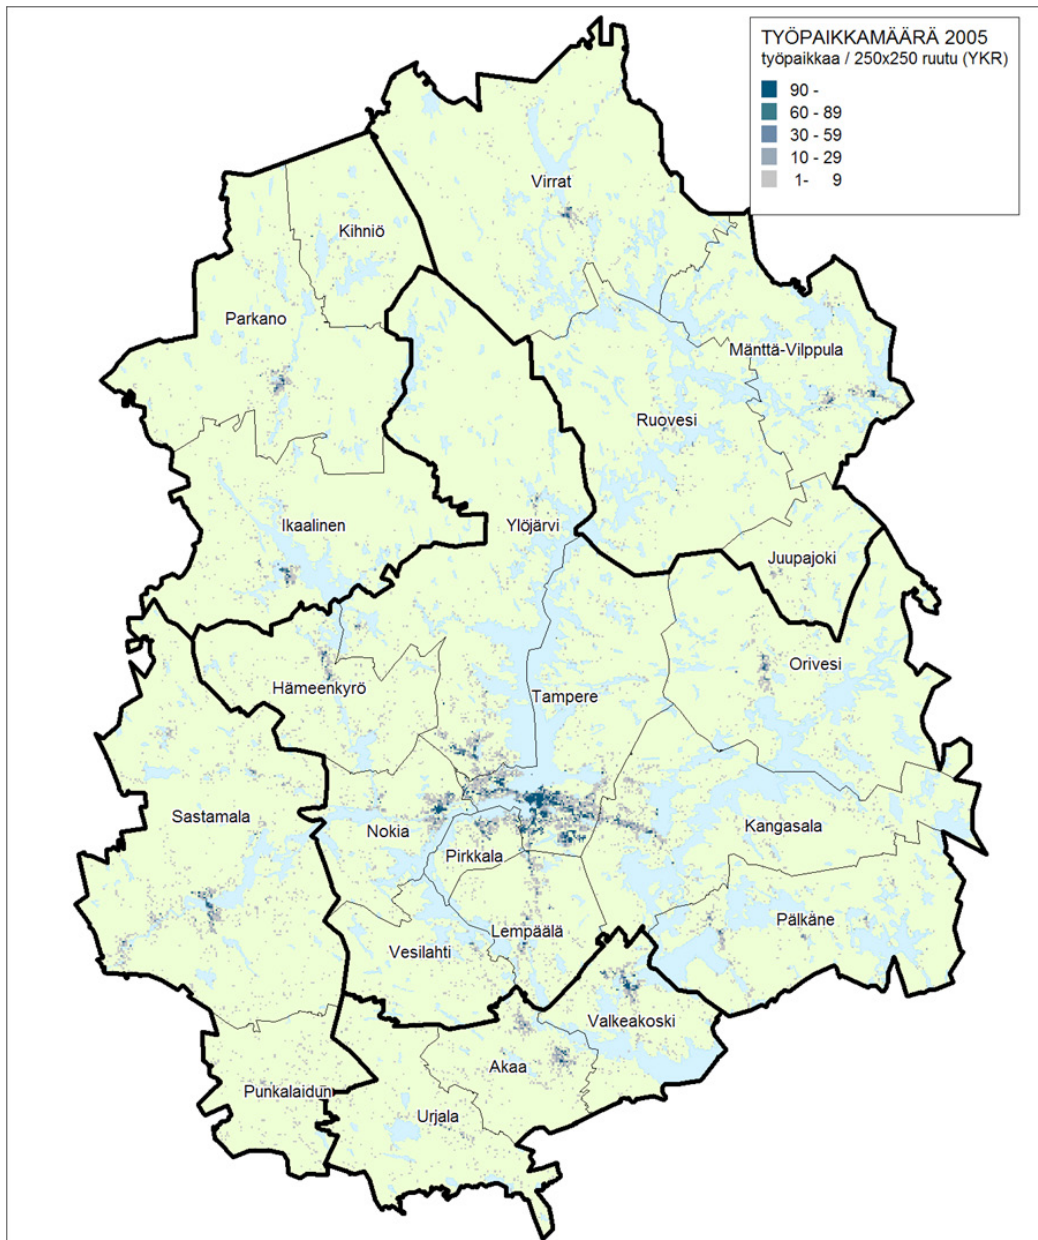 TYÖPAIKKAMÄÄRÄ 2005
työpaikkaa / 250x250 ruutu (YKR)
90 -
60 - 89
30 - 59
10 - 29
1- 9
Virrat
Kihniö
Parkano
Mänttä-Vilppula
Ruovesi
Ikaalinen
Ylöjärvi
Juupajoki
Orivesi
Hämeenkyrö
Tampere
Sastamala
Kangasala
Nokia
Pirkkala
Pälkäne
Lempäälä
Vesilahti
Valkeakoski
Akaa
Punkalaidun
Urjala